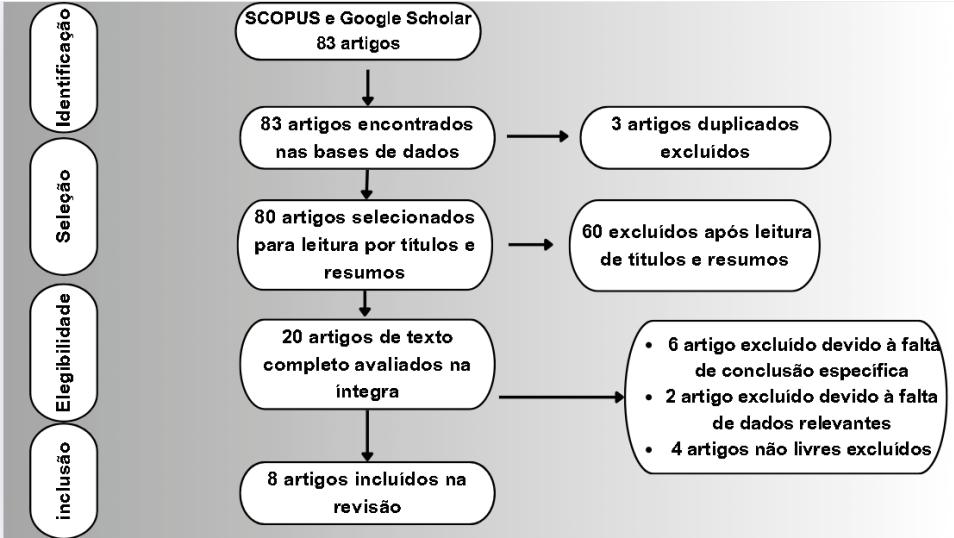 Identificação
SCOPUS e Google Scholar
83 artigos
83 artigos encontrados
nas bases de dados
3 artigos duplicados
excluídos
Seleção
80 artigos selecionados
para leitura por títulos e
resumos
60 excluídos após leitura
de títulos e resumos
Elegibilidade
20 artigos de texto
completo avaliados na
íntegra
• 6 artigo excluído devido à falta
de conclusão específica
• 2 artigo excluído devido à falta
de dados relevantes
• 4 artigos não livres excluídos
inclusão
8 artigos incluídos na
revisão